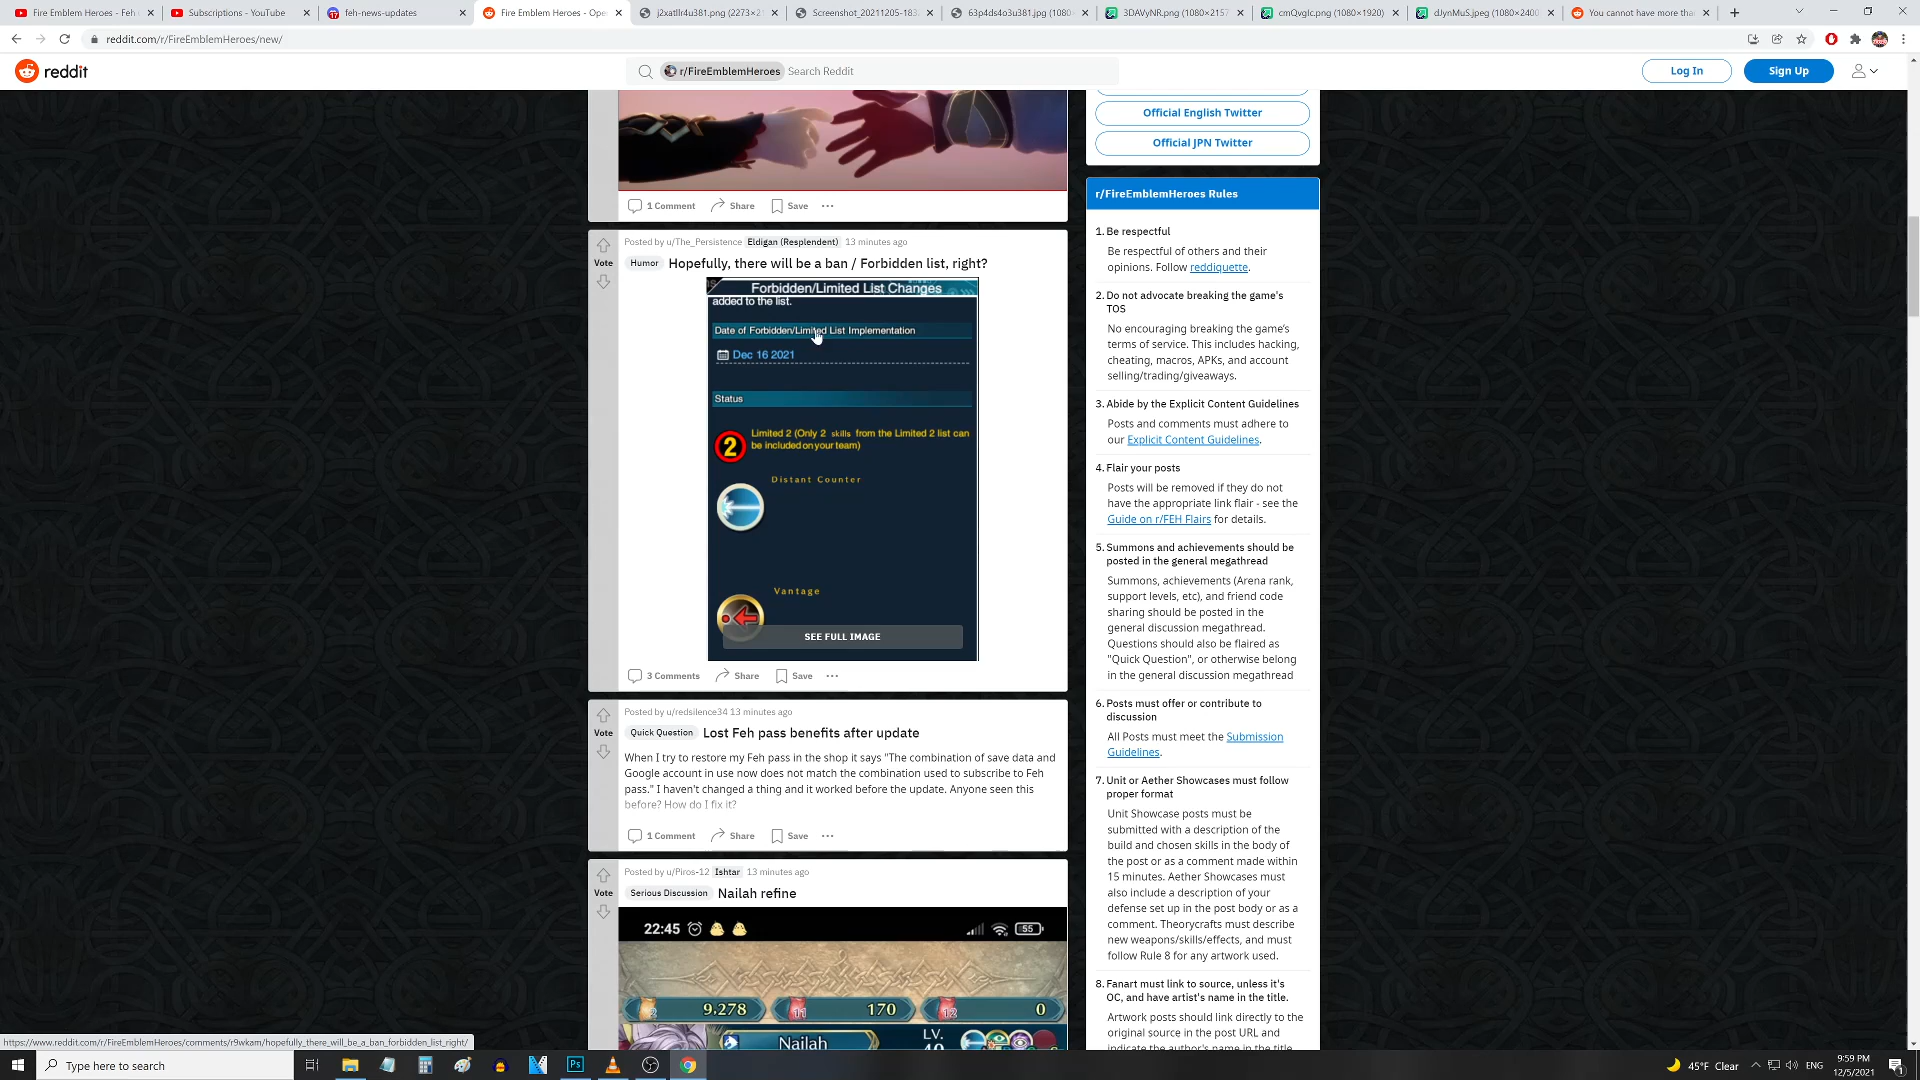 Fire Emblem Heroes - Feh
Subscriptions - YouTube
feh-news-updates
Fire Emblem Heroes - Ope
j2xatllr4u381.png (2273×2
Screenshot_20211205-183
63p4ds4o3u381.jpg (1080×
3DAVyNR.png (1080×2157
cmQvglc.png (1080×1920)
dJynMuS.jpeg (1080×2400
You cannot have more tha
reddit.com/r/FireEmblemHeroes/new/
reddit
r/FireEmblemHeroes Search Reddit
Log In
Sign Up
Official English Twitter
Official JPN Twitter
1 Comment Share Save ...
Vote
Posted by u/The_Persistence Eldigan (Resplendent) 13 minutes ago
Humor Hopefully, there will be a ban / Forbidden list, right?
Forbidden/Limited List Changes
added to the list.
Date of Forbidden/Limited List Implementation
Dec 16 2021
Status
2
Limited 2 (Only 2 skills from the Limited 2 list can
be included on your team)
Distant Counter
Vantage
SEE FULL IMAGE
3 Comments Share Save ...
Vote
Posted by u/redsilence34 13 minutes ago
Quick Question Lost Feh pass benefits after update
When I try to restore my Feh pass in the shop it says "The combination of save data and
Google account in use now does not match the combination used to subscribe to Feh
pass." I haven't changed a thing and it worked before the update. Anyone seen this
before? How do I fix it?
1 Comment Share Save ...
Vote
Posted by u/Piros-12 Ishtar 13 minutes ago
Serious Discussion Nailah refine
22:45
55
9.278
170
0
Nailah
LV.
40
r/FireEmblemHeroes Rules
1. Be respectful
Be respectful of others and their
opinions. Follow reddiquette.
2. Do not advocate breaking the game's
TOS
No encouraging breaking the game's
terms of service. This includes hacking,
cheating, macros, APKs, and account
selling/trading/giveaways.
3. Abide by the Explicit Content Guidelines
Posts and comments must adhere to
our Explicit Content Guidelines.
4. Flair your posts
Posts will be removed if they do not
have the appropriate link flair - see the
Guide on r/FEH Flairs for details.
5. Summons and achievements should be
posted in the general megathread
Summons, achievements (Arena rank,
support levels, etc), and friend code
sharing should be posted in the
general discussion megathread.
Questions should also be flaired as
"Quick Question", or otherwise belong
in the general discussion megathread
6. Posts must offer or contribute to
discussion
All Posts must meet the Submission
Guidelines.
7. Unit or Aether Showcases must follow
proper format
Unit Showcase posts must be
submitted with a description of the
build and chosen skills in the body of
the post or as a comment made within
15 minutes. Aether Showcases must
also include a description of your
defense set up in the post body or as a
comment. Theorycrafts must describe
new weapons/skills/effects, and must
follow Rule 8 for any artwork used.
8. Fanart must link to source, unless it's
OC, and have artist's name in the title.
Artwork posts should link directly to the
original source in the post URL and
indicate the author's name in the title
https://www.reddit.com/r/FireEmblemHeroes/comments/r9wkam/hopefully_there_will_be_a_ban_forbidden_list_right/
Type here to search
45°F Clear
ENG
9:59 PM
12/5/2021